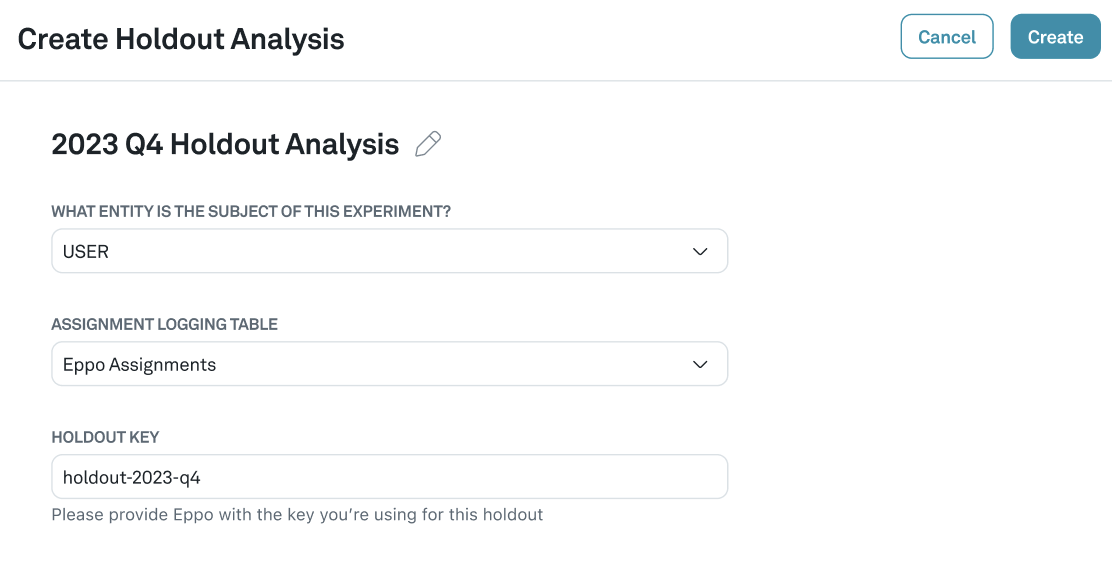 Create Holdout Analysis
Cancel
Create
2023 Q4 Holdout Analysis
WHAT ENTITY IS THE SUBJECT OF THIS EXPERIMENT?
USER
ASSIGNMENT LOGGING TABLE
Eppo Assignments
HOLDOUT KEY
holdout-2023-q4
Please provide Eppo with the key you're using for this holdout